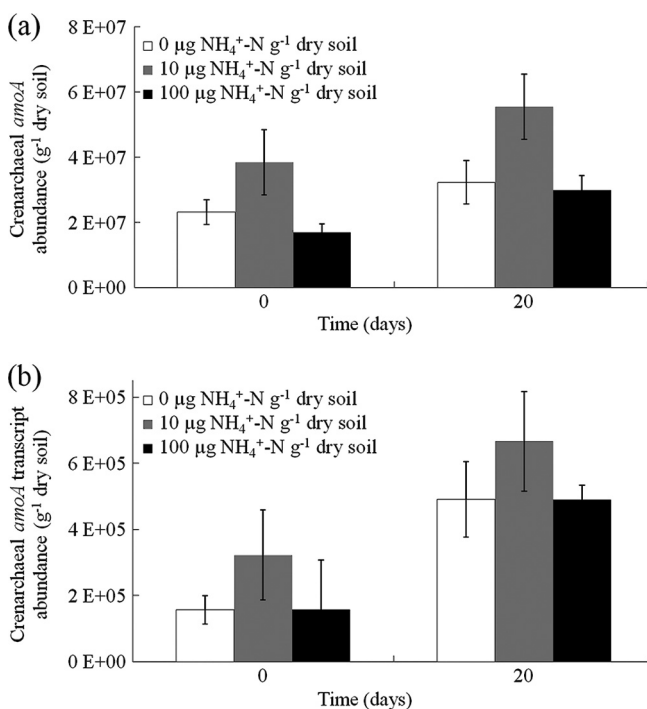 (a)
8 E+07
6 E+07
4 E+07
2 E+07
0 E+00
Crenarchaeal amoA
abundance (g⁻¹ dry soil)
0 µg NH₄⁺-N g⁻¹ dry soil
10 µg NH₄⁺-N g⁻¹ dry soil
100 µg NH₄⁺-N g⁻¹ dry soil
0
20
Time (days)
(b)
8 E+05
6 E+05
4 E+05
2 E+05
0 E+00
Crenarchaeal amoA transcript
abundance (g⁻¹ dry soil)
0 µg NH₄⁺-N g⁻¹ dry soil
10 µg NH₄⁺-N g⁻¹ dry soil
100 µg NH₄⁺-N g⁻¹ dry soil
0
20
Time (days)